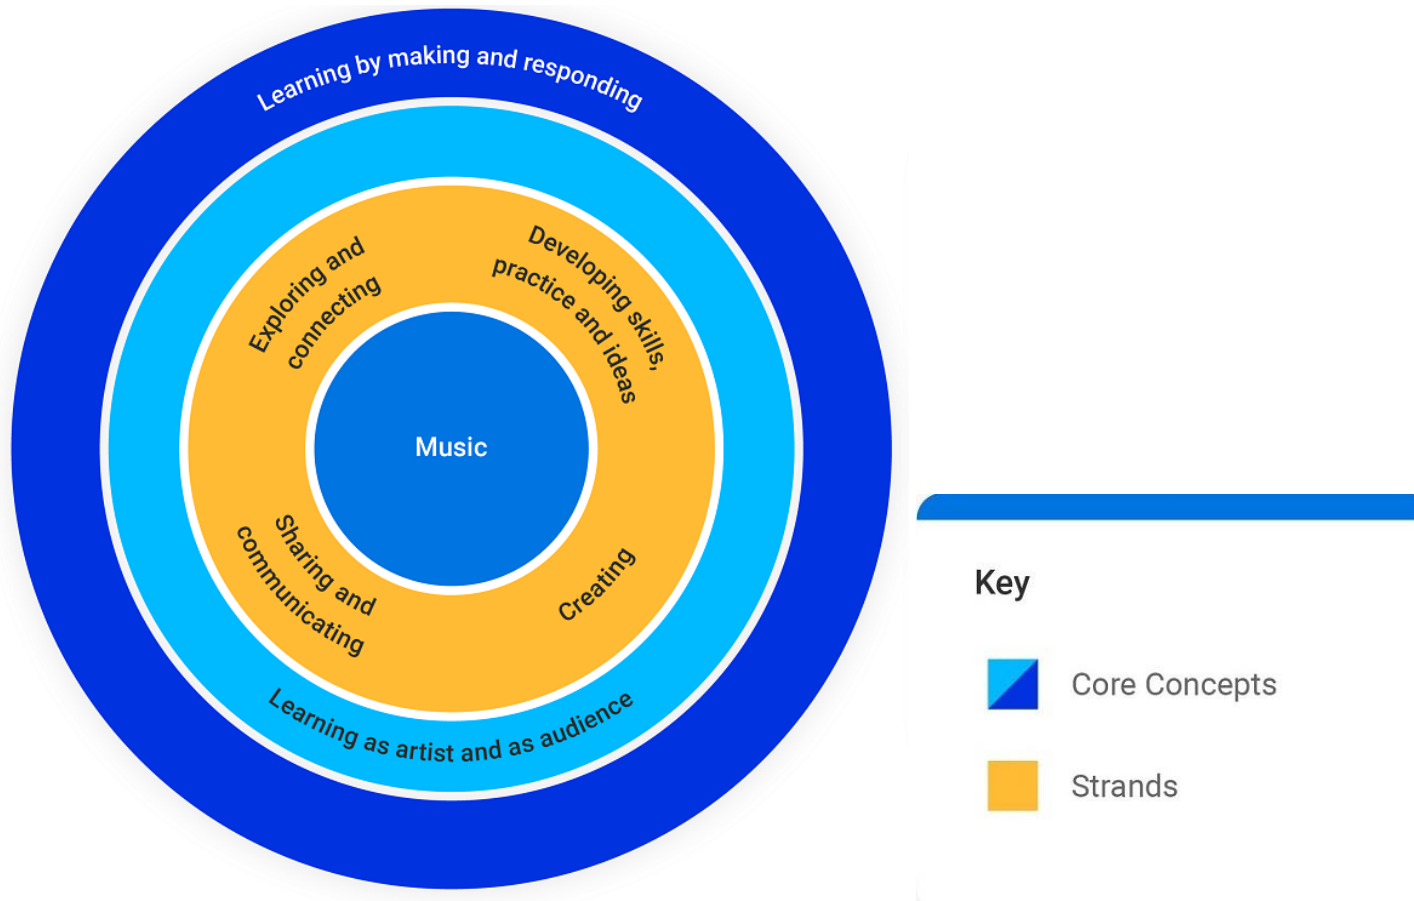 Learning by making and responding
Exploring and
connecting
Developing skills,
practice and ideas
Music
Sharing and
communicating
Creating
Learning as artist and as audience
Key
Core Concepts
Strands